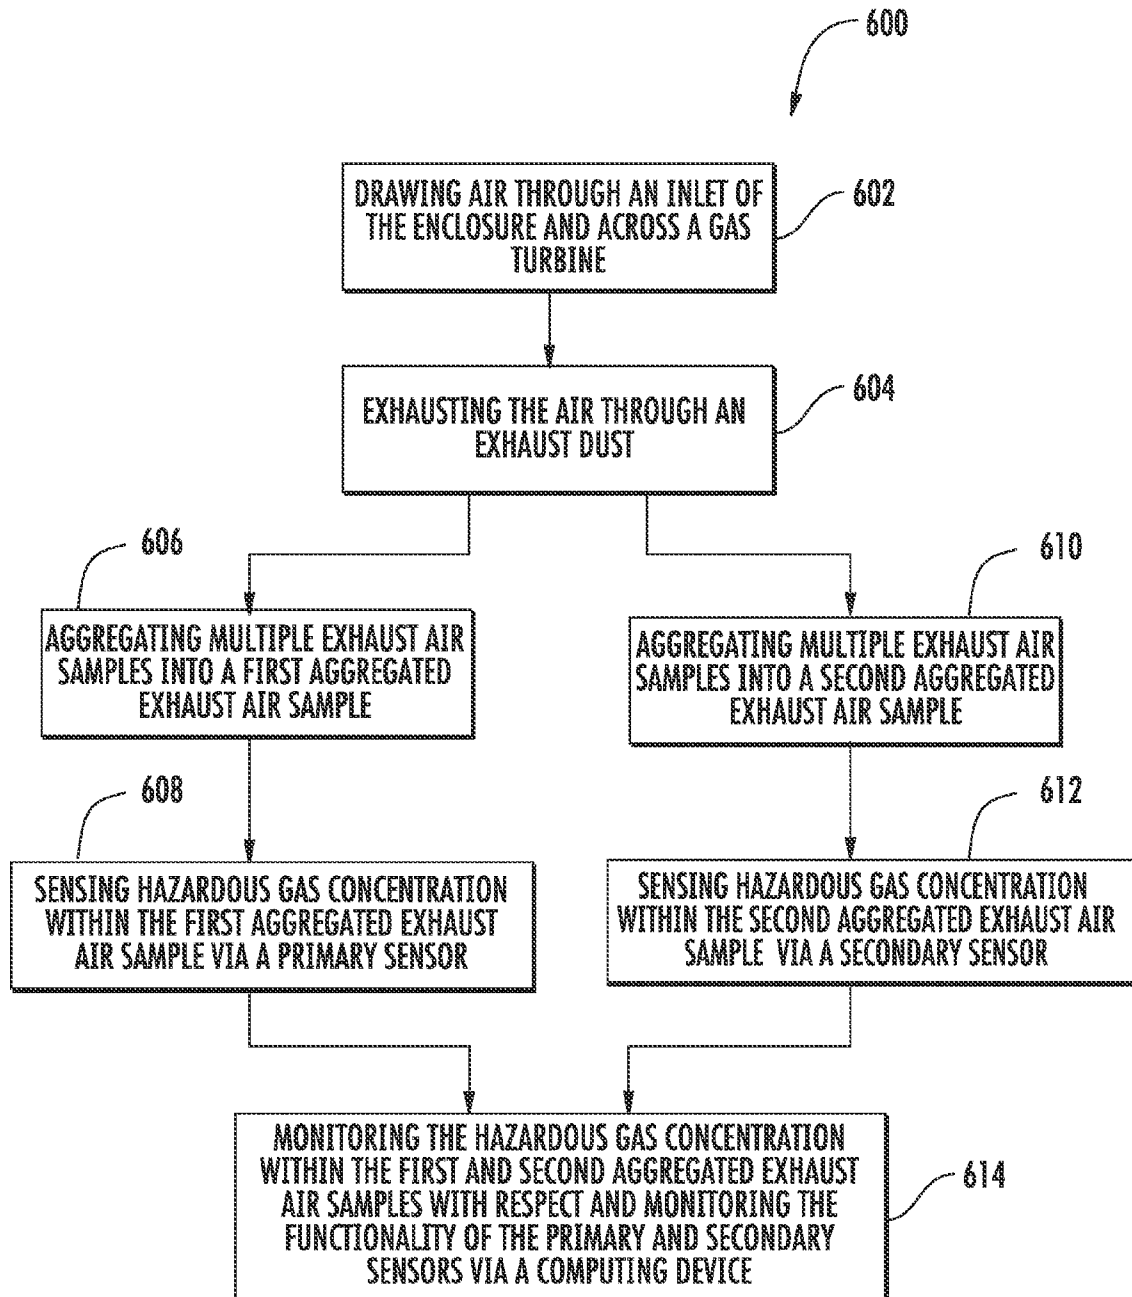 600
DRAWING AIR THROUGH AN INLET OF
THE ENCLOSURE AND ACROSS A GAS
TURBINE
602
EXHAUSTING THE AIR THROUGH AN
EXHAUST DUST
604
606
AGGREGATING MULTIPLE EXHAUST AIR
SAMPLES INTO A FIRST AGGREGATED
EXHAUST AIR SAMPLE
610
AGGREGATING MULTIPLE EXHAUST AIR
SAMPLES INTO A SECOND AGGREGATED
EXHAUST AIR SAMPLE
608
SENSING HAZARDOUS GAS CONCENTRATION
WITHIN THE FIRST AGGREGATED EXHAUST
AIR SAMPLE VIA A PRIMARY SENSOR
612
SENSING HAZARDOUS GAS CONCENTRATION
WITHIN THE SECOND AGGREGATED EXHAUST AIR
SAMPLE VIA A SECONDARY SENSOR
MONITORING THE HAZARDOUS GAS CONCENTRATION
WITHIN THE FIRST AND SECOND AGGREGATED EXHAUST
AIR SAMPLES WITH RESPECT AND MONITORING THE
FUNCTIONALITY OF THE PRIMARY AND SECONDARY
SENSORS VIA A COMPUTING DEVICE
614